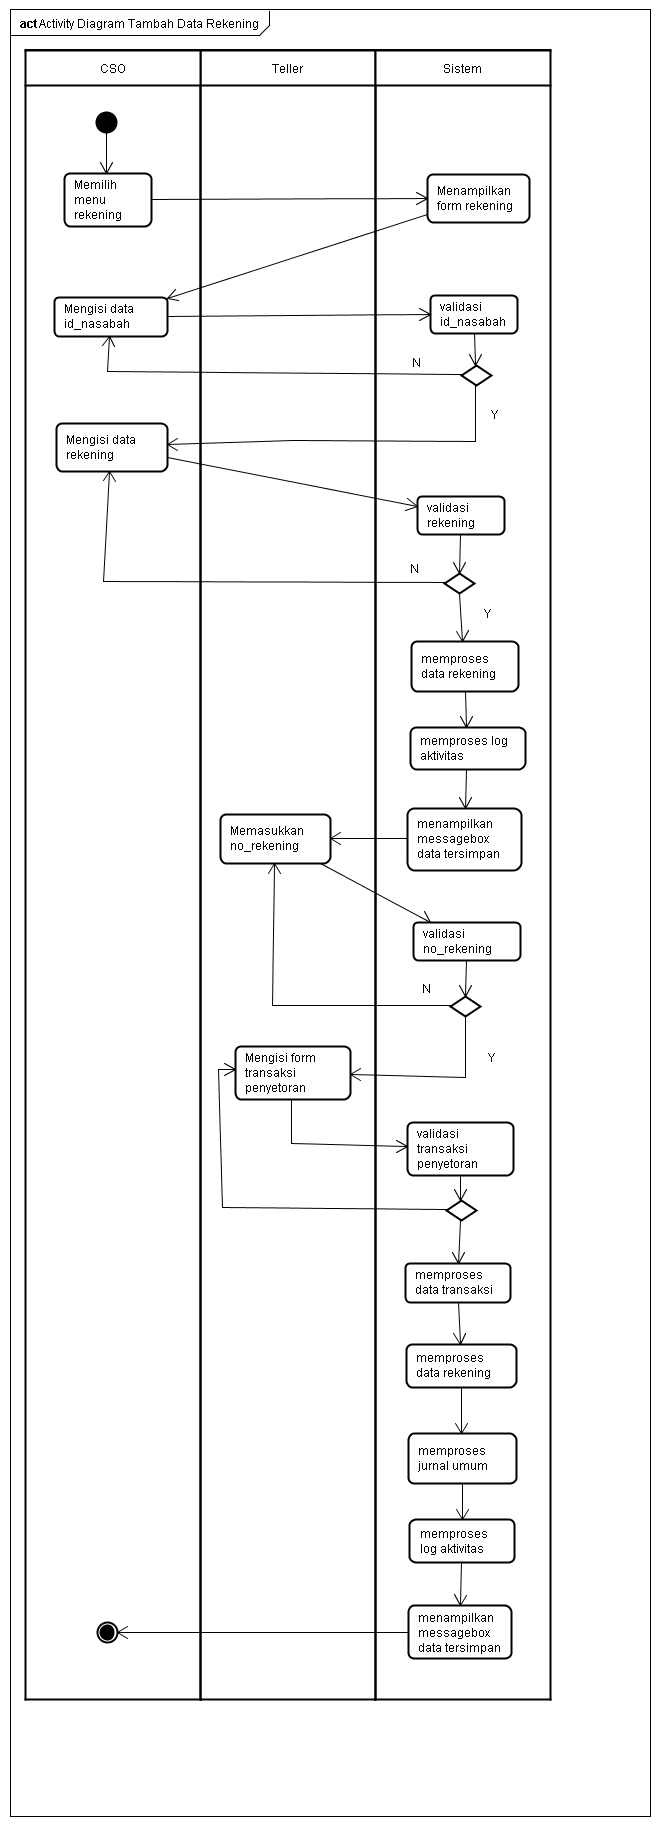 act Activity Diagram Tambah Data Rekening
CSO
Teller
Sistem
Memilih
menu
rekening
Menampilkan
form rekening
Mengisi data
id_nasabah
validasi
id_nasabah
N
Y
Mengisi data
rekening
validasi
rekening
N
Y
memproses
data rekening
memproses log
aktivitas
Memasukkan
no_rekening
menampilkan
messagebox
data tersimpan
validasi
no_rekening
N
Y
Mengisi form
transaksi
penyetoran
validasi
transaksi
penyetoran
memproses
data transaksi
memproses
data rekening
memproses
jurnal umum
memproses
log aktivitas
menampilkan
messagebox
data tersimpan